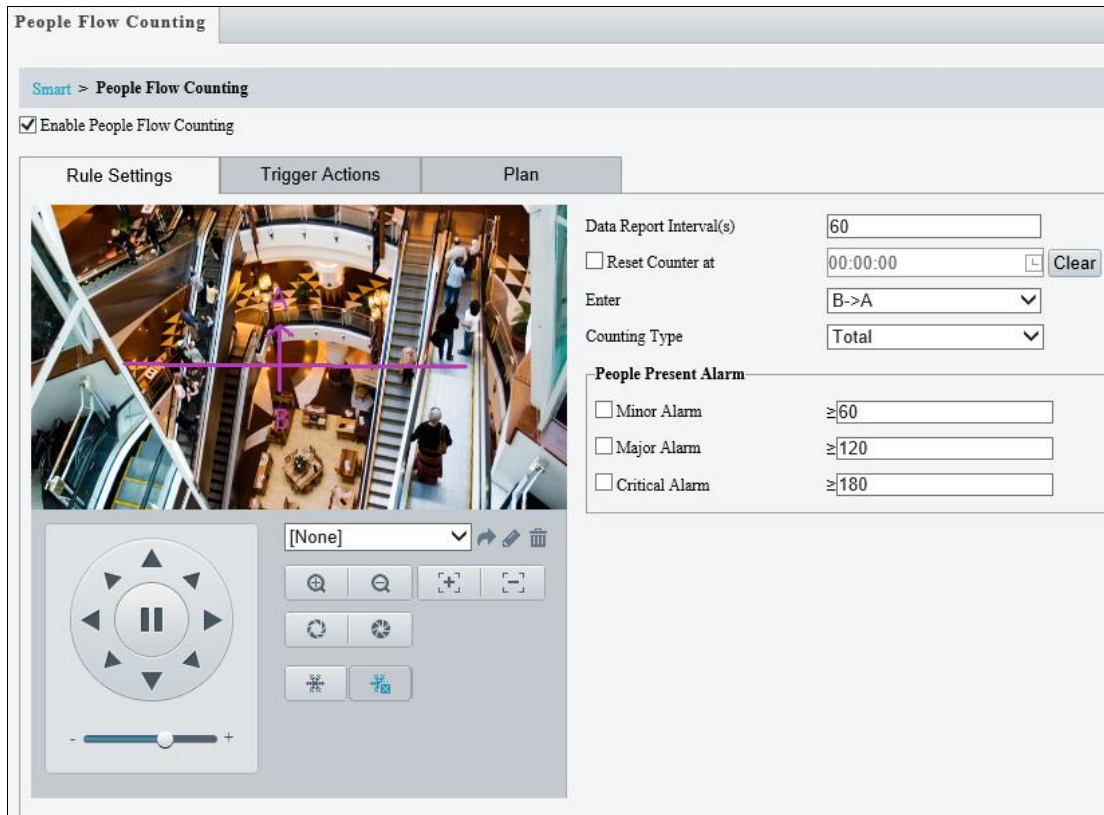 People Flow Counting
Smart > People Flow Counting
Enable People Flow Counting
Rule Settings Trigger Actions Plan
Data Report Interval(s) 60
Reset Counter at 00:00:00 Clear
Enter B->A
Counting Type Total
People Present Alarm
Minor Alarm ≥60
Major Alarm ≥120
Critical Alarm ≥180
A
B
[None]
- +